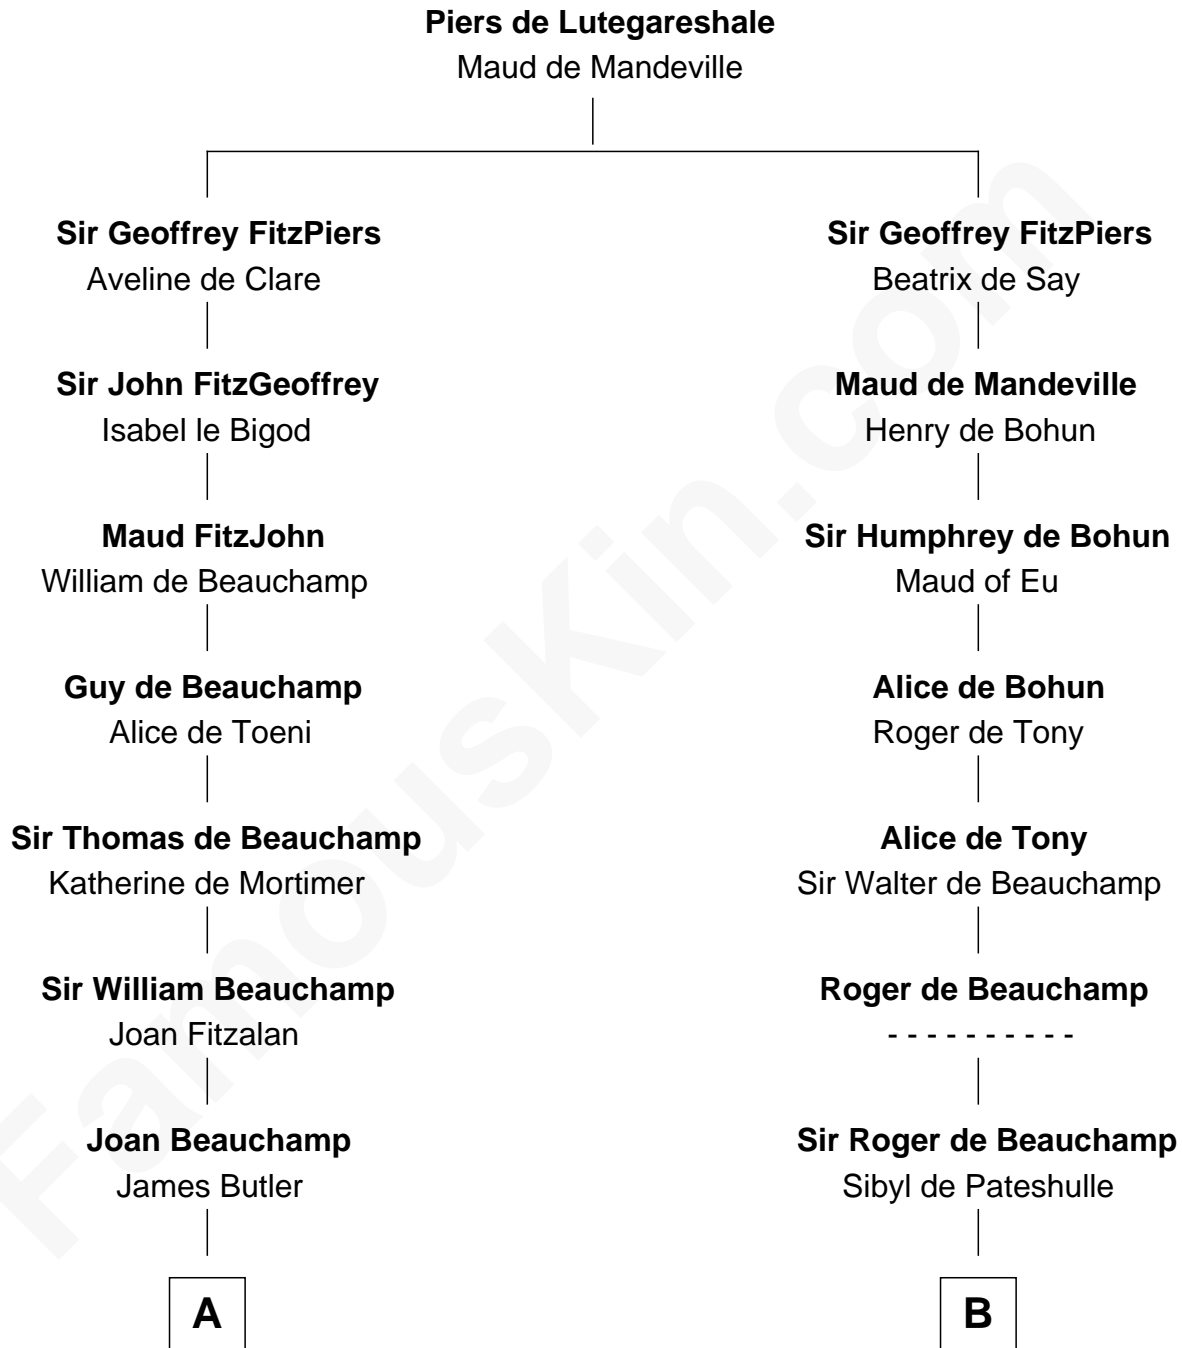 Piers de Lutegareshale
Maud de Mandeville
Sir Geoffrey FitzPiers
Aveline de Clare
Sir Geoffrey FitzPiers
Beatrix de Say
Sir John FitzGeoffrey
Isabel le Bigod
Maud de Mandeville
Henry de Bohun
Maud FitzJohn
William de Beauchamp
Sir Humphrey de Bohun
Maud of Eu
Guy de Beauchamp
Alice de Toeni
Alice de Bohun
Roger de Tony
Sir Thomas de Beauchamp
Katherine de Mortimer
Alice de Tony
Sir Walter de Beauchamp
Sir William Beauchamp
Joan Fitzalan
Roger de Beauchamp
- - - - - - - - - -
Joan Beauchamp
James Butler
Sir Roger de Beauchamp
Sibyl de Pateshulle
A
B
FamousKin.com